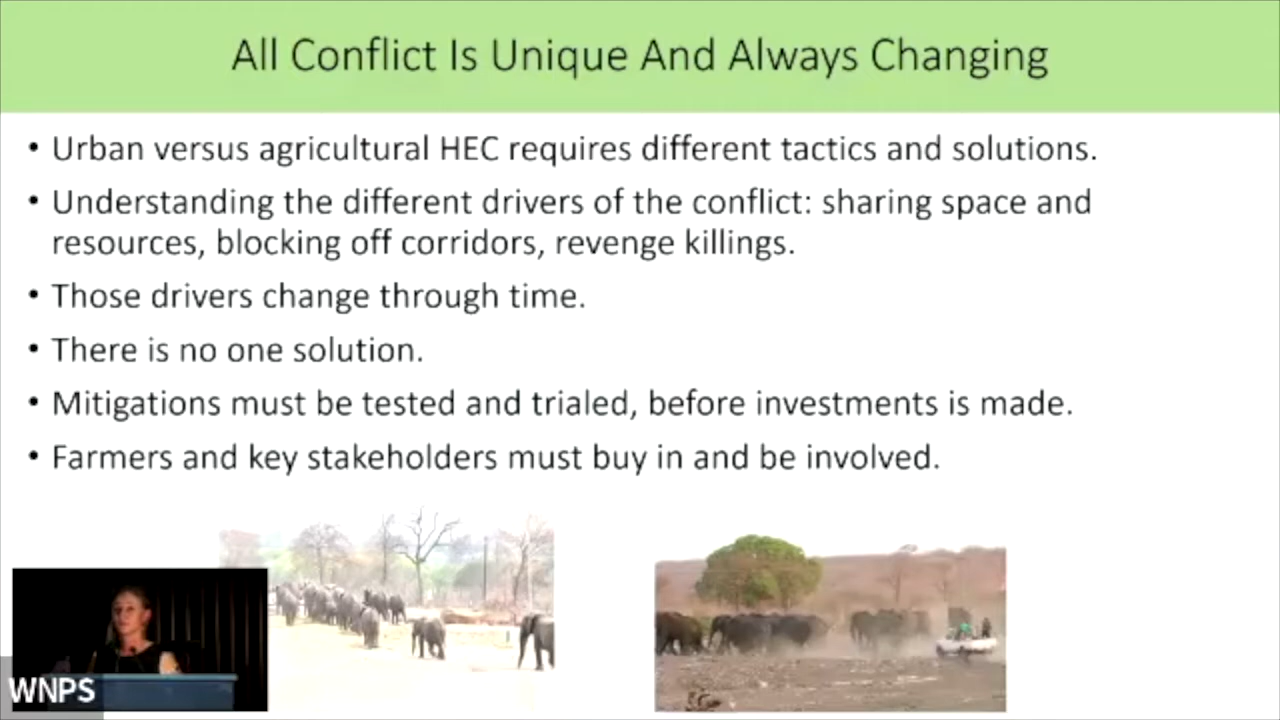 All Conflict Is Unique And Always Changing
• Urban versus agricultural HEC requires different tactics and solutions.
• Understanding the different drivers of the conflict: sharing space and
resources, blocking off corridors, revenge killings.
• Those drivers change through time.
• There is no one solution.
• Mitigations must be tested and trialed, before investments is made.
• Farmers and key stakeholders must buy in and be involved.
WNPS